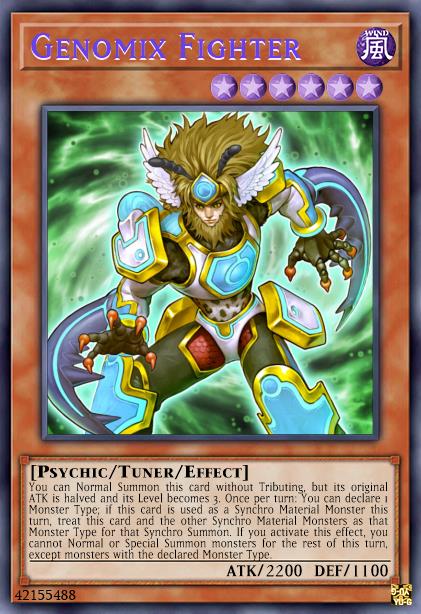 GENOMIX FIGHTER
WIND
風
[PSYCHIC/TUNER/EFFECT]
You can Normal Summon this card without Tributing, but its original
ATK is halved and its Level becomes 3. Once per turn: You can declare 1
Monster Type; if this card is used as a Synchro Material Monster this
turn, treat this card and the other Synchro Material Monsters as that
Monster Type for that Synchro Summon. If you activate this effect, you
cannot Normal or Special Summon monsters for the rest of this turn,
except monsters with the declared Monster Type.
ATK/2200 DEF/1100
42155488